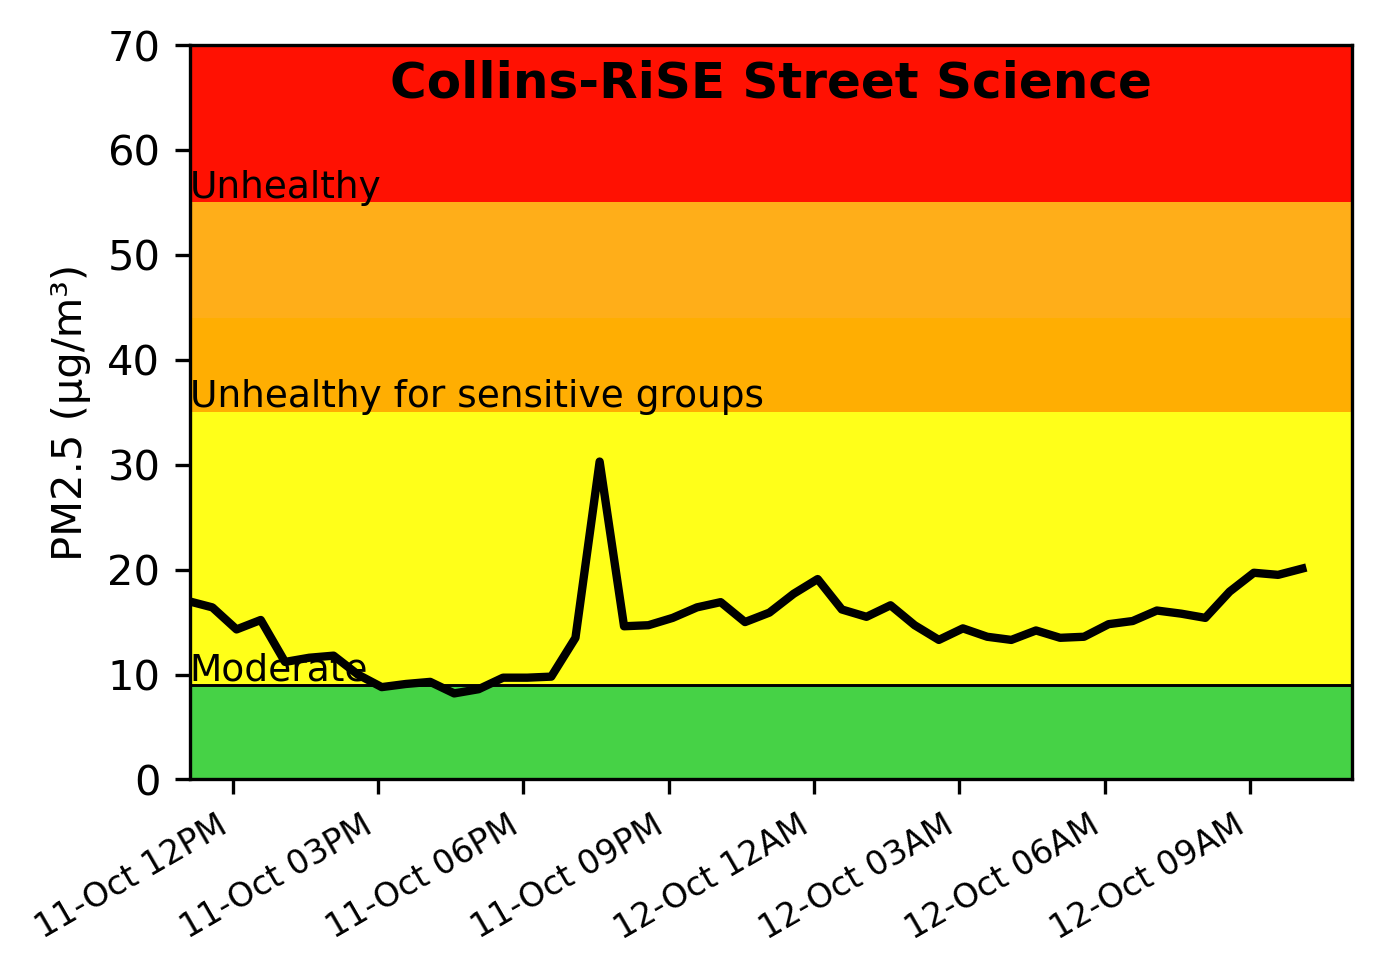 Collins-RiSE Street Science
70
60
Unhealthy
50
40
Unhealthy for sensitive groups
30
20
Moderate
10
0
PM2.5 (µg/m³)
11-Oct 12PM
11-Oct 03PM
11-Oct 06PM
11-Oct 09PM
12-Oct 12AM
12-Oct 03AM
12-Oct 06AM
12-Oct 09AM